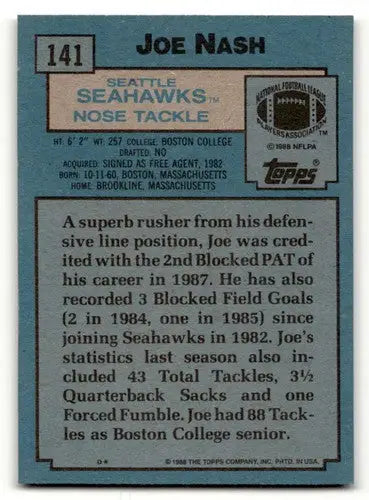 141
JOE NASH
SEATTLE
SEAHAWKS™
NOSE TACKLE
HT: 6' 2" WT: 257 COLLEGE: BOSTON COLLEGE
DRAFTED: NO
ACQUIRED: SIGNED AS FREE AGENT, 1982
BORN: 10-11-60, BOSTON, MASSACHUSETTS
HOME: BROOKLINE, MASSACHUSETTS
NATIONAL FOOTBALL LEAGUE
PLAYERS ASSOCIATION
©1988 NFLPA
Topps®
A superb rusher from his defen-
sive line position, Joe was cred-
ited with the 2nd Blocked PAT of
his career in 1987. He has also
recorded 3 Blocked Field Goals
(2 in 1984, one in 1985) since
joining Seahawks in 1982. Joe's
statistics last season also in-
cluded 43 Total Tackles, 3½
Quarterback Sacks and one
Forced Fumble. Joe had 88 Tack-
les as Boston College senior.
D* © 1988 THE TOPPS COMPANY, INC. PRTD. IN U.S.A.